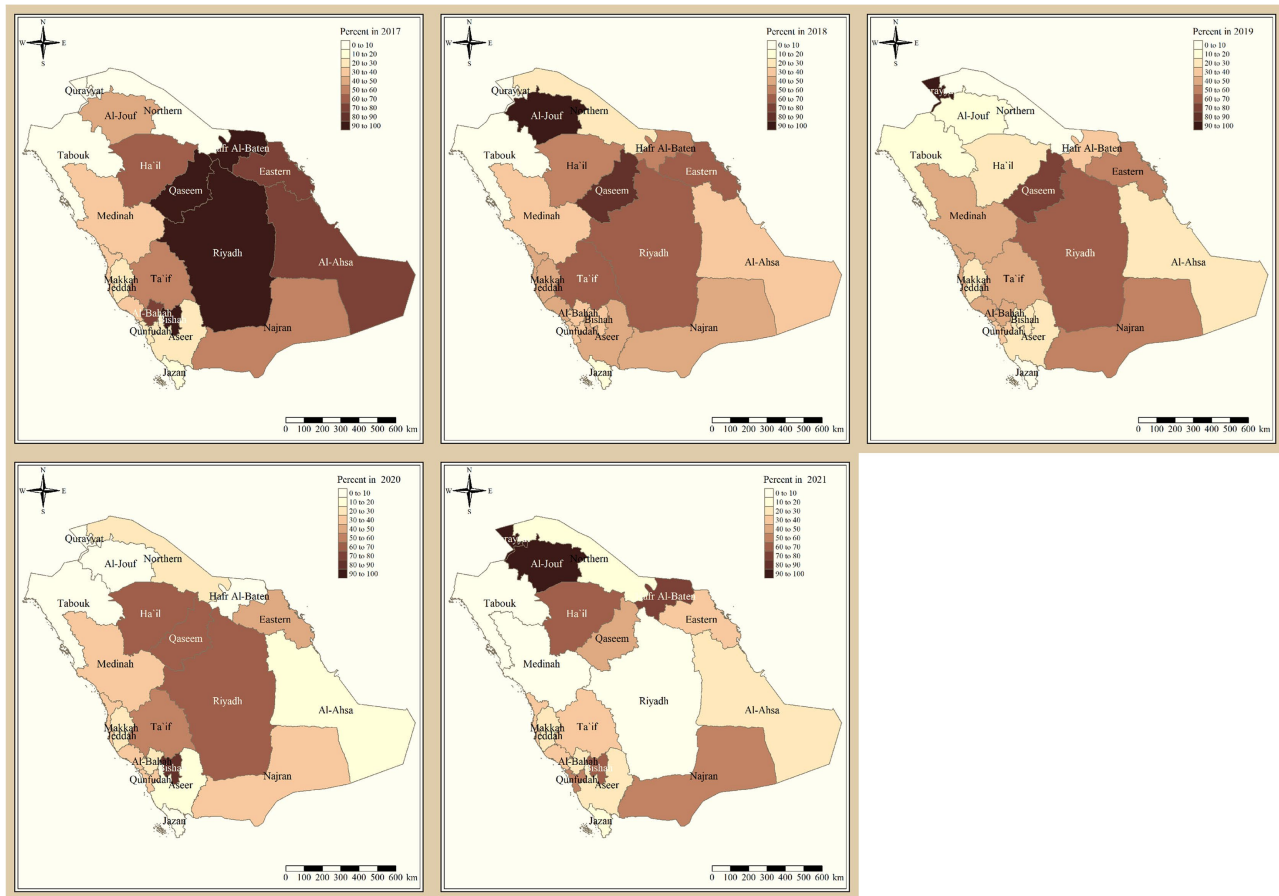 Percent in 2017
0 to 10
10 to 20
20 to 30
30 to 40
40 to 50
50 to 60
60 to 70
70 to 80
80 to 90
90 to 100
N
W E
S
Qurayyat
Al-Jouf
Northern
Tabouk
Ha`il
afr Al-Baten
Qaseem
Eastern
Medinah
Riyadh
Al-Ahsa
Makkah
Jeddah
Ta`if
Al-Bahah
Bisha
Qunfudah
Aseer
Najran
Jazan
0 100 200 300 400 500 600 km
Percent in 2018
0 to 10
10 to 20
20 to 30
30 to 40
40 to 50
50 to 60
60 to 70
70 to 80
80 to 90
90 to 100
N
W E
S
Qurayyat
Al-Jouf
Northern
Tabouk
Ha`il
Hafr Al-Baten
Qaseem
Eastern
Medinah
Riyadh
Al-Ahsa
Makkah
Jeddah
Ta`if
Al-Bahah
Bishah
Qunfudah
Aseer
Najran
Jazan
0 100 200 300 400 500 600 km
Percent in 2019
0 to 10
10 to 20
20 to 30
30 to 40
40 to 50
50 to 60
60 to 70
70 to 80
80 to 90
90 to 100
N
W E
S
Al-Jouf
Northern
Tabouk
Ha`il
Hafr Al-Baten
Qaseem
Eastern
Medinah
Riyadh
Al-Ahsa
Makkah
Jeddah
Ta`if
Al-Bahah
Bishah
Qunfudah
Aseer
Najran
Jazan
0 100 200 300 400 500 600 km
Percent in 2020
0 to 10
10 to 20
20 to 30
30 to 40
40 to 50
50 to 60
60 to 70
70 to 80
80 to 90
90 to 100
N
W E
S
Qurayyat
Al-Jouf
Northern
Tabouk
Ha`il
Hafr Al-Baten
Qaseem
Eastern
Medinah
Riyadh
Al-Ahsa
Makkah
Jeddah
Ta`if
Al-Bahah
Bisha
Qunfudah
Aseer
Najran
Jazan
0 100 200 300 400 500 600 km
Percent in 2021
0 to 10
10 to 20
20 to 30
30 to 40
40 to 50
50 to 60
60 to 70
70 to 80
80 to 90
90 to 100
N
W E
S
Al-Jouf
Northern
Tabouk
Ha`il
afr Al-Baten
Qaseem
Eastern
Medinah
Riyadh
Al-Ahsa
Makkah
Jeddah
Ta`if
Al-Bahah
Bisha
Qunfudah
Aseer
Najran
Jazan
0 100 200 300 400 500 600 km